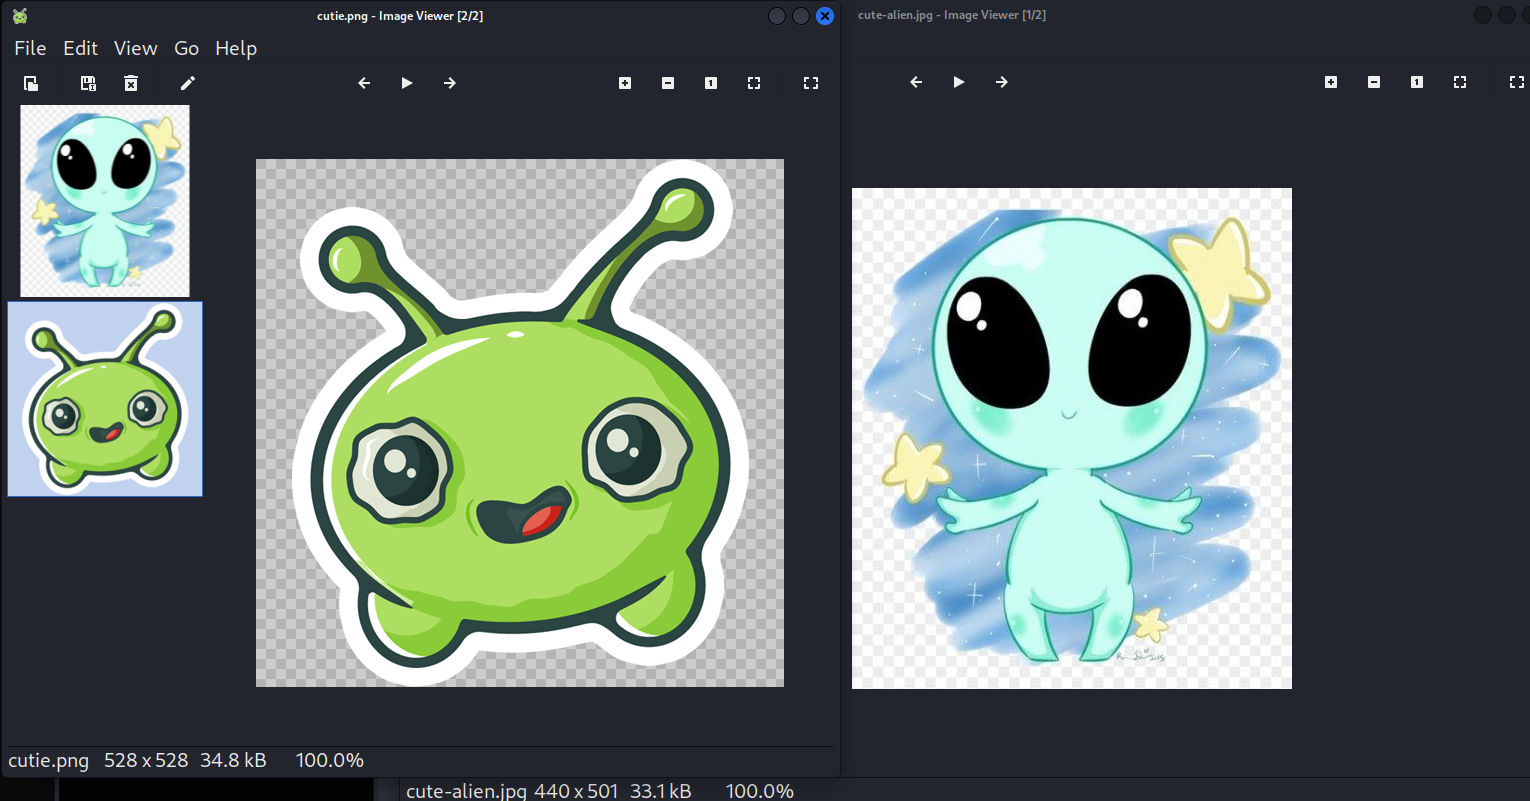 cutie.png - Image Viewer [2/2]
cute-alien.jpg - Image Viewer [1/2]
File Edit View Go Help
cutie.png 528 x 528 34.8 kB 100.0%
cute-alien.jpg 440 x 501 33.1 kB 100.0%